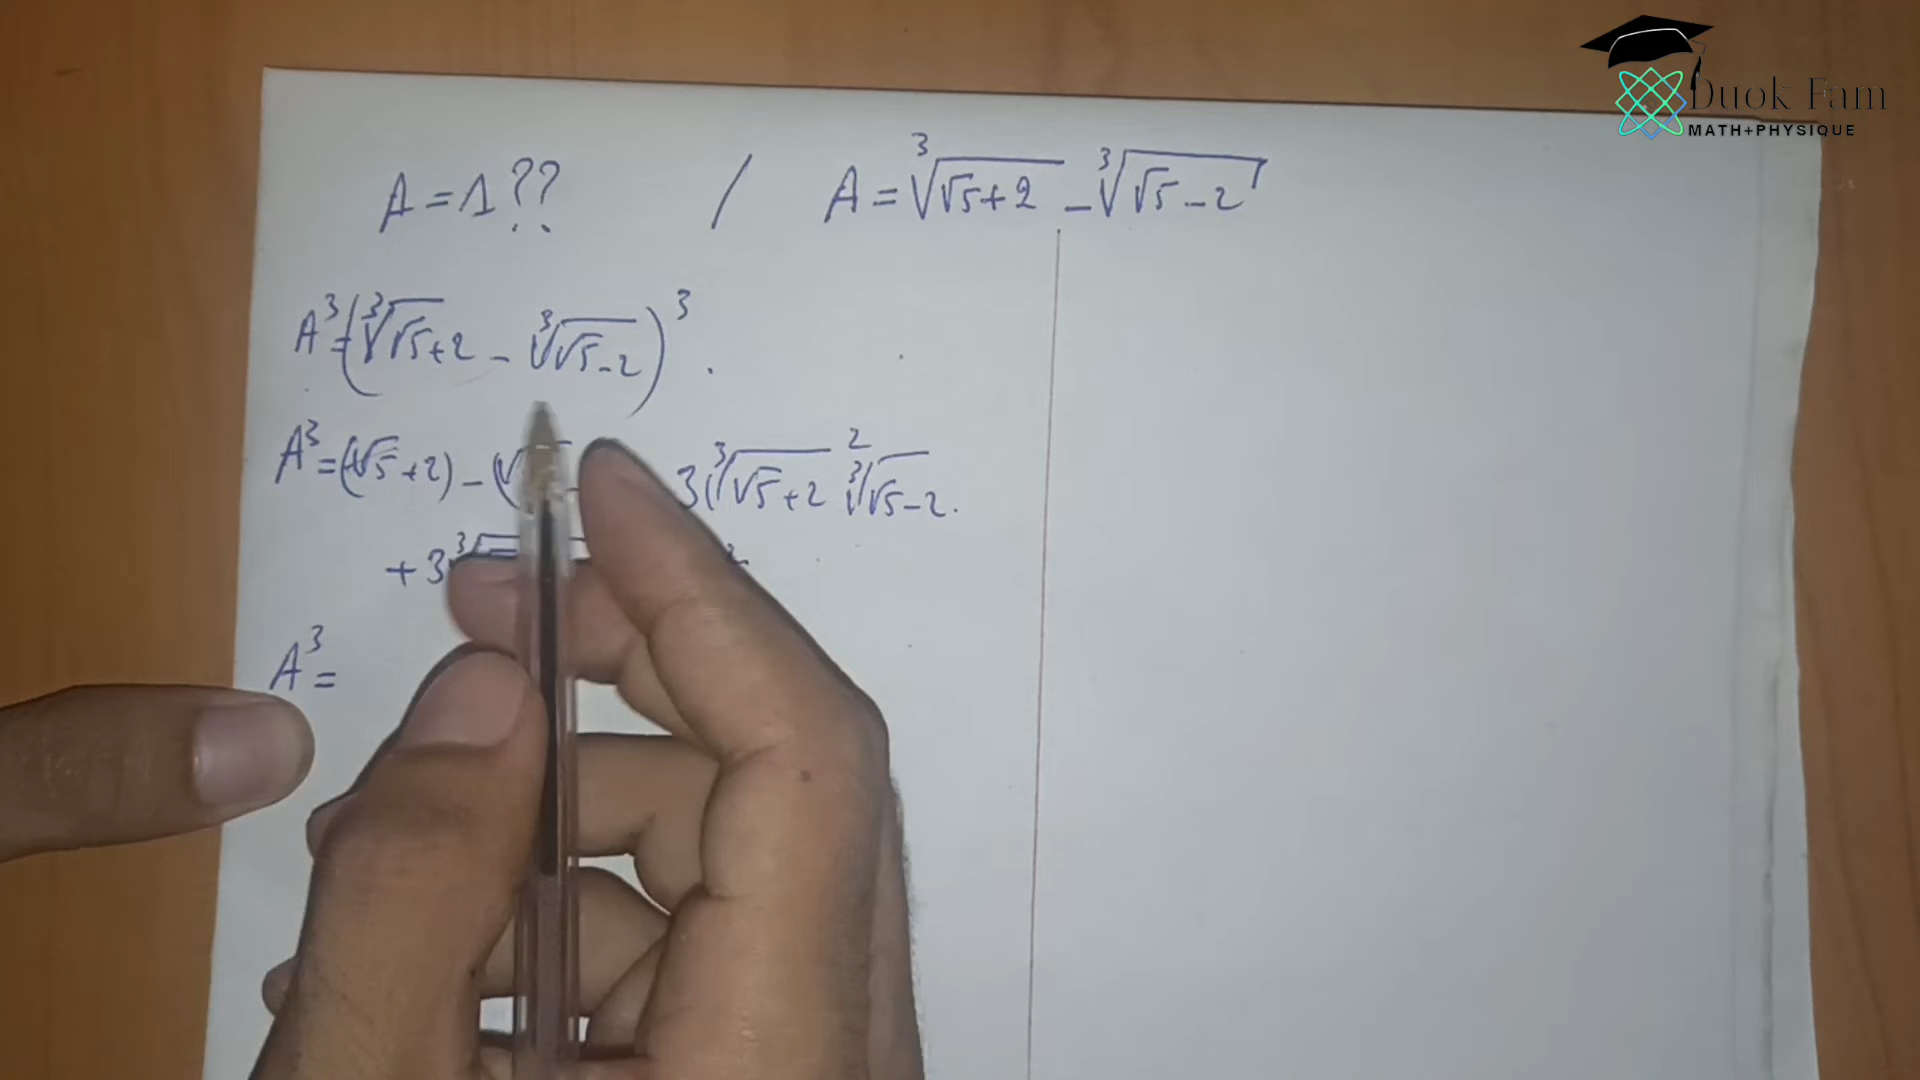 Duok Fam
MATH+PHYSIQUE
A = 1 ?? / A = ∛(√5+2) - ∛(√5-2)
A³ = (∛(√5+2) - ∛(√5-2))³ .
A³ = (√5+2) - (√ 3(∛(√5+2)² ∛(√5-2) .
+ 3∛
A³ =